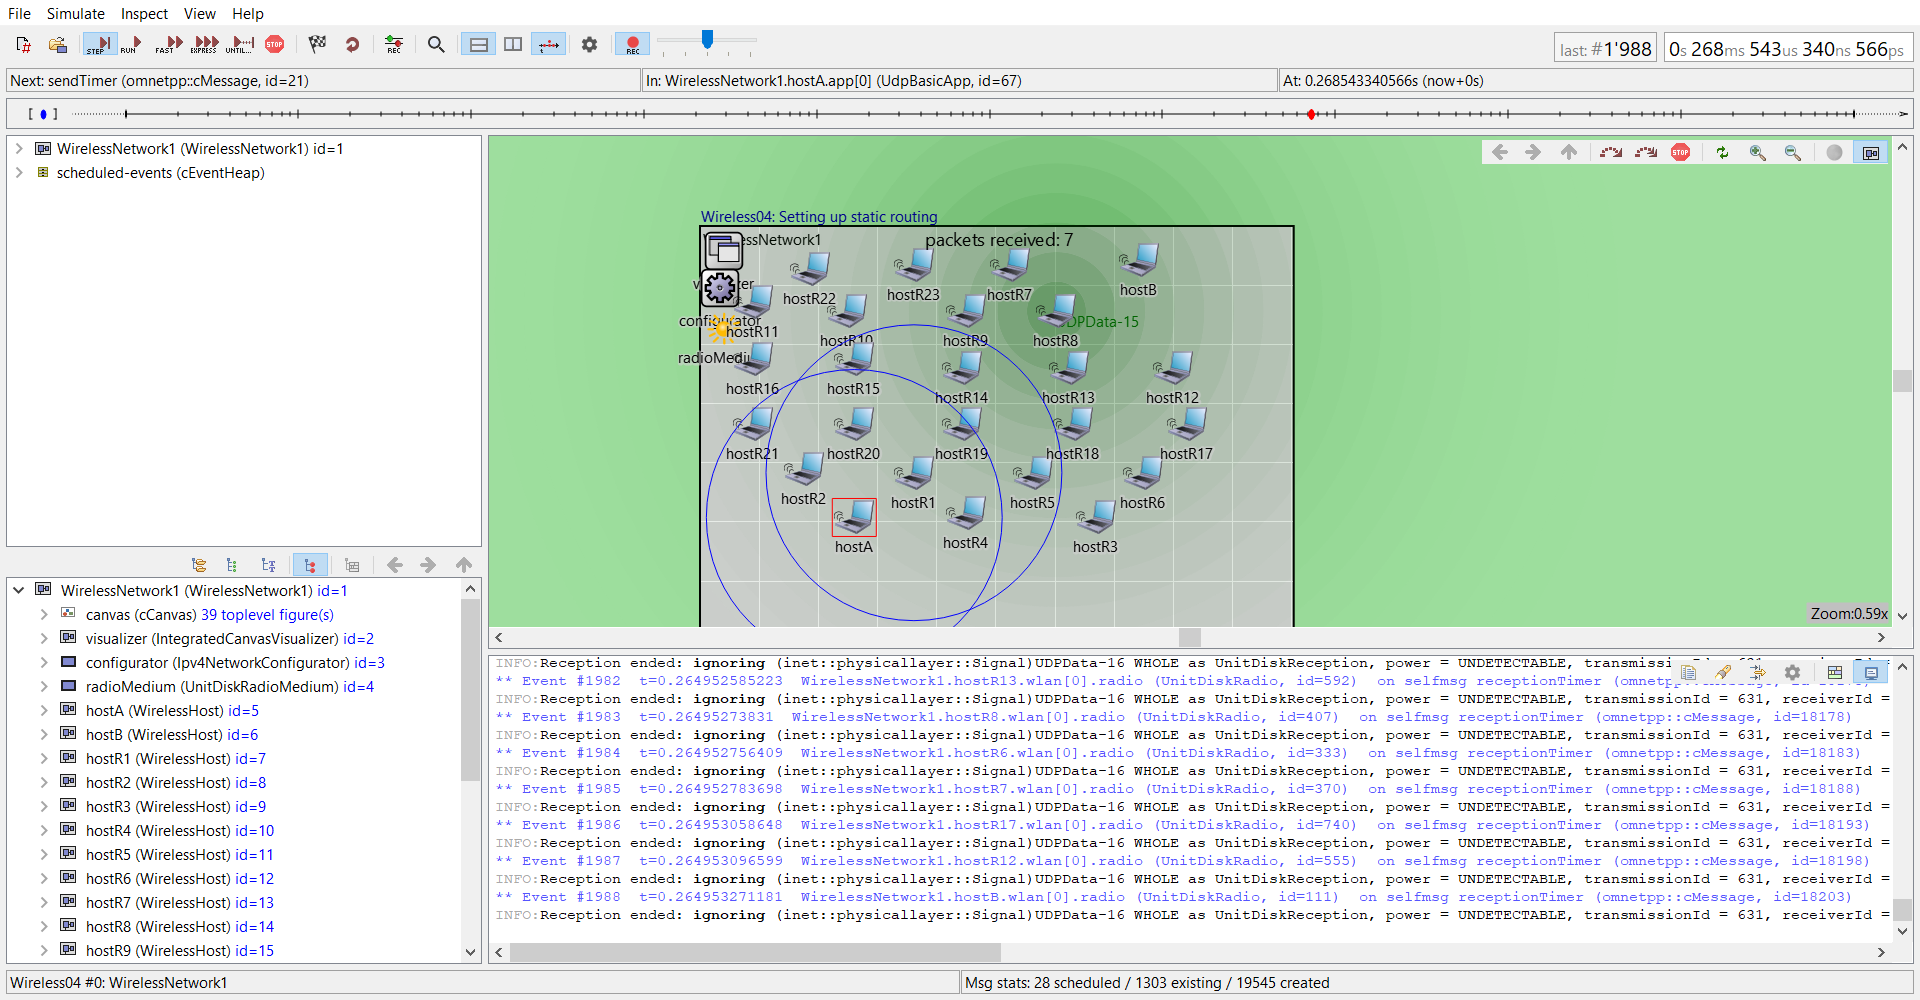 File Simulate Inspect View Help
STEP RUN FAST EXPRESS UNTIL... STOP REC REC
last: #1'988 0s 268ms 543us 340ns 566ps
Next: sendTimer (omnetpp::cMessage, id=21) In: WirelessNetwork1.hostA.app[0] (UdpBasicApp, id=67) At: 0.268543340566s (now+0s)
WirelessNetwork1 (WirelessNetwork1) id=1
scheduled-events (cEventHeap)
STOP
Wireless04: Setting up static routing
essNetwork1 packets received: 7
hostR22 hostR23 hostR7 hostB
configurator hostR11 hostR10 hostR9 hostR8 UDPData-15
radioMediu hostR16 hostR15 hostR14 hostR13 hostR12
hostR21 hostR20 hostR19 hostR18 hostR17
hostR2 hostR1 hostR5 hostR6
hostA hostR4 hostR3
Zoom:0.59x
WirelessNetwork1 (WirelessNetwork1) id=1
canvas (cCanvas) 39 toplevel figure(s)
visualizer (IntegratedCanvasVisualizer) id=2
configurator (Ipv4NetworkConfigurator) id=3
radioMedium (UnitDiskRadioMedium) id=4
hostA (WirelessHost) id=5
hostB (WirelessHost) id=6
hostR1 (WirelessHost) id=7
hostR2 (WirelessHost) id=8
hostR3 (WirelessHost) id=9
hostR4 (WirelessHost) id=10
hostR5 (WirelessHost) id=11
hostR6 (WirelessHost) id=12
hostR7 (WirelessHost) id=13
hostR8 (WirelessHost) id=14
hostR9 (WirelessHost) id=15
INFO:Reception ended: ignoring (inet::physicallayer::Signal)UDPData-16 WHOLE as UnitDiskReception, power = UNDETECTABLE, transmissionId = 631, receiverId =
** Event #1982 t=0.264952585223 WirelessNetwork1.hostR13.wlan[0].radio (UnitDiskRadio, id=592) on selfmsg receptionTimer (omnetpp::cMessage,
INFO:Reception ended: ignoring (inet::physicallayer::Signal)UDPData-16 WHOLE as UnitDiskReception, power = UNDETECTABLE, transmissionId = 631, receiverId =
** Event #1983 t=0.26495273831 WirelessNetwork1.hostR8.wlan[0].radio (UnitDiskRadio, id=407) on selfmsg receptionTimer (omnetpp::cMessage, id=18178)
INFO:Reception ended: ignoring (inet::physicallayer::Signal)UDPData-16 WHOLE as UnitDiskReception, power = UNDETECTABLE, transmissionId = 631, receiverId =
** Event #1984 t=0.264952756409 WirelessNetwork1.hostR6.wlan[0].radio (UnitDiskRadio, id=333) on selfmsg receptionTimer (omnetpp::cMessage, id=18183)
INFO:Reception ended: ignoring (inet::physicallayer::Signal)UDPData-16 WHOLE as UnitDiskReception, power = UNDETECTABLE, transmissionId = 631, receiverId =
** Event #1985 t=0.264952783698 WirelessNetwork1.hostR7.wlan[0].radio (UnitDiskRadio, id=370) on selfmsg receptionTimer (omnetpp::cMessage, id=18188)
INFO:Reception ended: ignoring (inet::physicallayer::Signal)UDPData-16 WHOLE as UnitDiskReception, power = UNDETECTABLE, transmissionId = 631, receiverId =
** Event #1986 t=0.264953058648 WirelessNetwork1.hostR17.wlan[0].radio (UnitDiskRadio, id=740) on selfmsg receptionTimer (omnetpp::cMessage, id=18193)
INFO:Reception ended: ignoring (inet::physicallayer::Signal)UDPData-16 WHOLE as UnitDiskReception, power = UNDETECTABLE, transmissionId = 631, receiverId =
** Event #1987 t=0.264953096599 WirelessNetwork1.hostR12.wlan[0].radio (UnitDiskRadio, id=555) on selfmsg receptionTimer (omnetpp::cMessage, id=18198)
INFO:Reception ended: ignoring (inet::physicallayer::Signal)UDPData-16 WHOLE as UnitDiskReception, power = UNDETECTABLE, transmissionId = 631, receiverId =
** Event #1988 t=0.264953271181 WirelessNetwork1.hostB.wlan[0].radio (UnitDiskRadio, id=111) on selfmsg receptionTimer (omnetpp::cMessage, id=18203)
INFO:Reception ended: ignoring (inet::physicallayer::Signal)UDPData-16 WHOLE as UnitDiskReception, power = UNDETECTABLE, transmissionId = 631, receiverId =
Wireless04 #0: WirelessNetwork1 Msg stats: 28 scheduled / 1303 existing / 19545 created